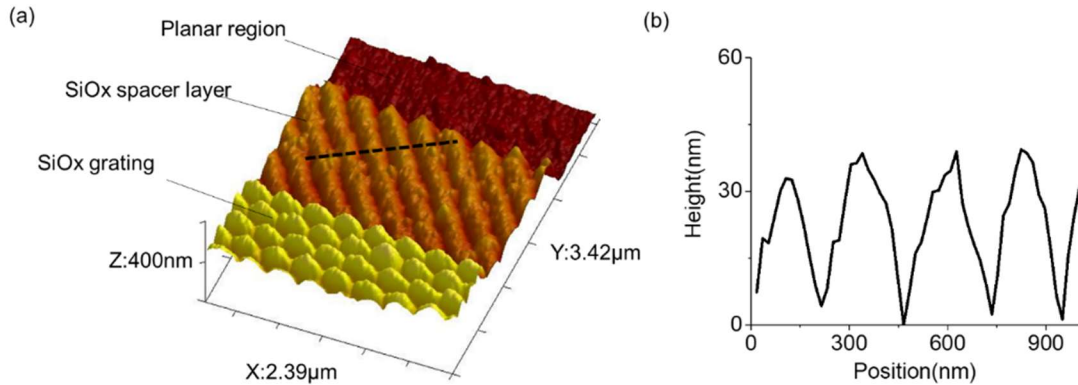 (a)
Planar region
SiOx spacer layer
SiOx grating
Z:400nm
X:2.39μm
Y:3.42μm
(b)
Height(nm)
60
30
0
0 300 600 900
Position(nm)